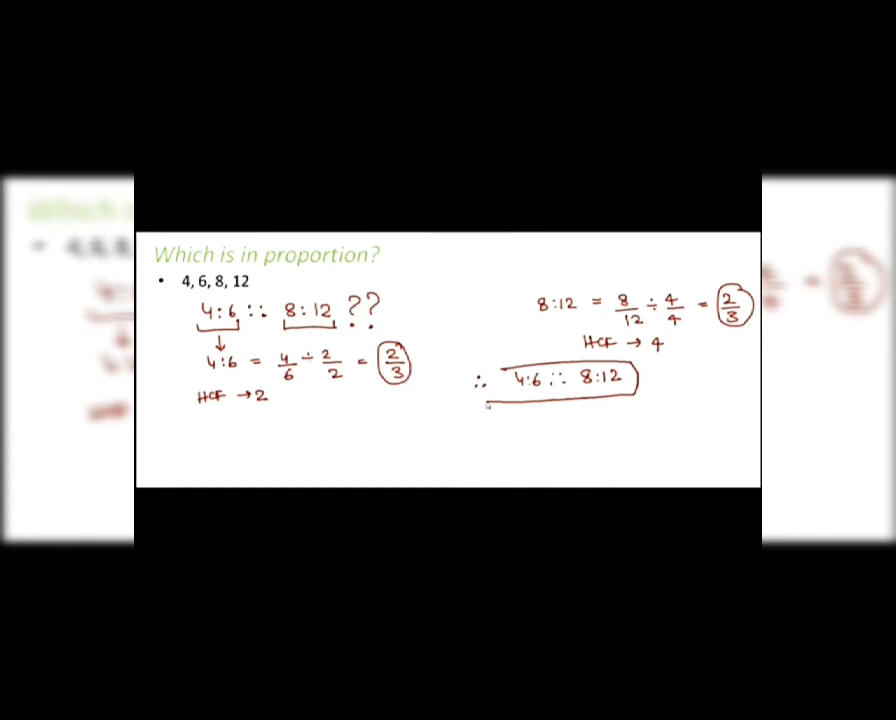 Which is in proportion?
• 4, 6, 8, 12
4:6 :: 8:12 ??
4:6 = 4/6 ÷ 2/2 = 2/3
HCF → 2
8:12 = 8/12 ÷ 4/4 = 2/3
HCF → 4
∴ 4:6 :: 8:12